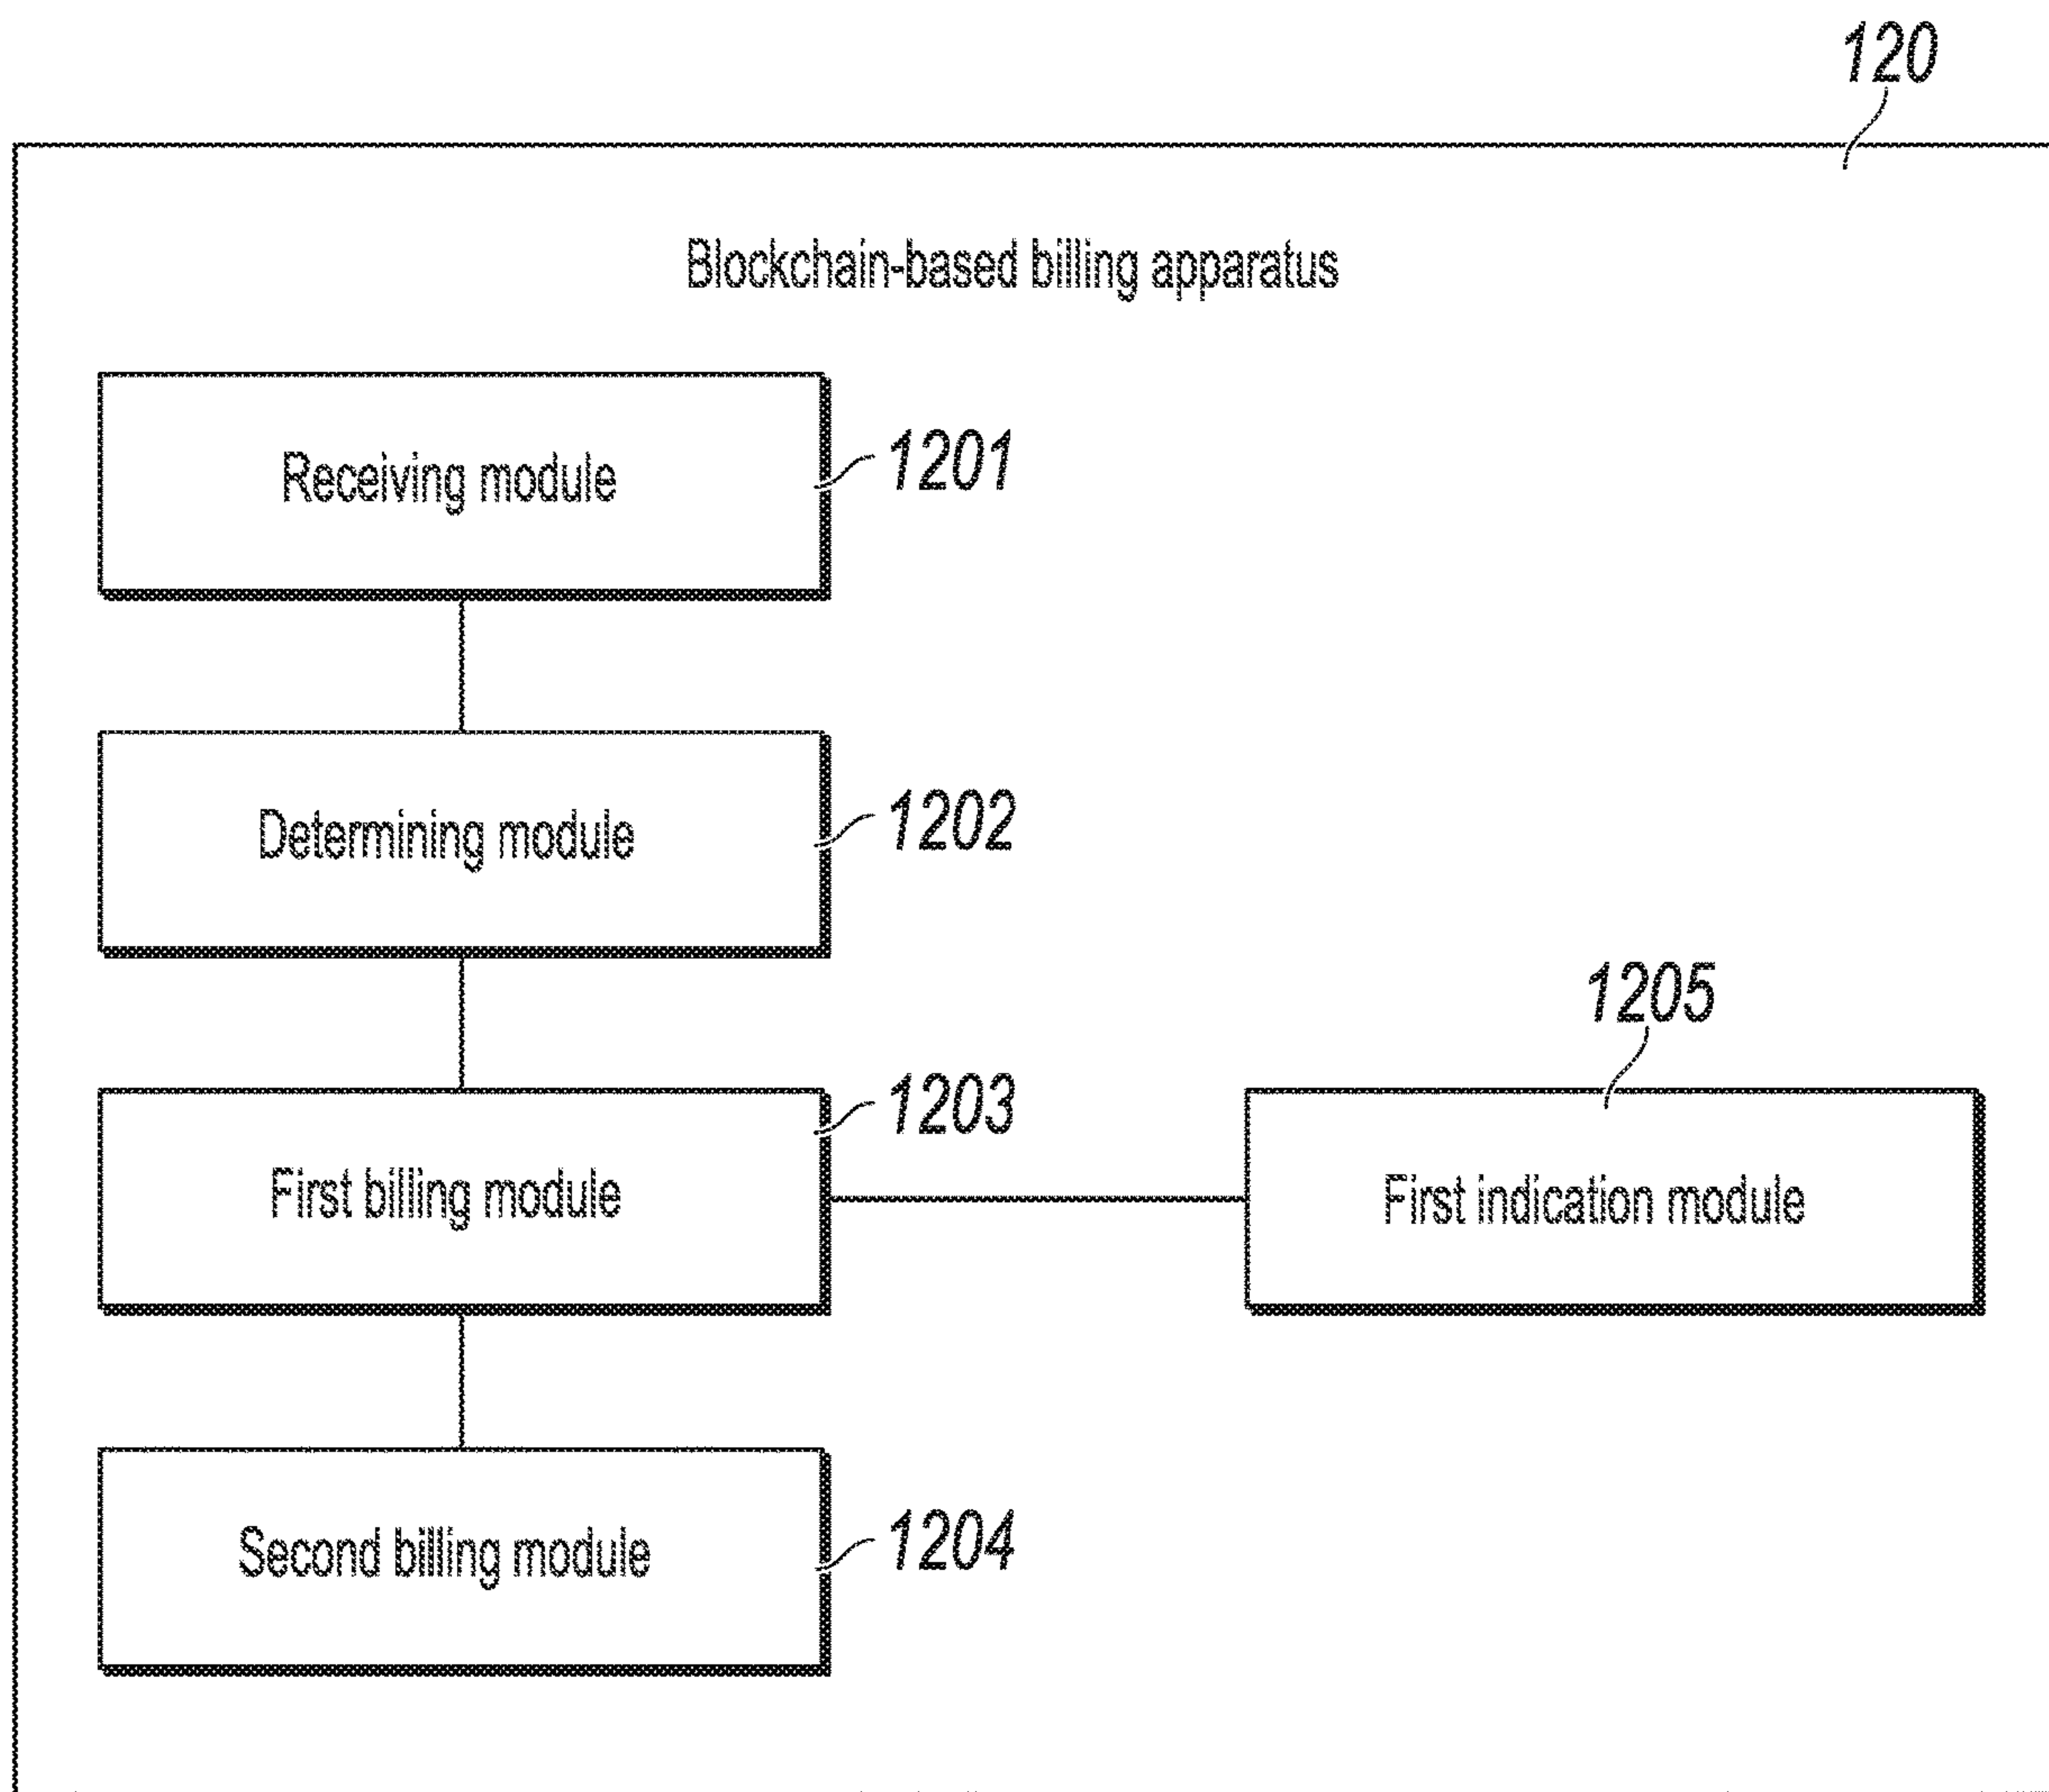 120
Blockchain-based billing apparatus
Receiving module
1201
Determining module
1202
1205
1203
First billing module
First indication module
Second billing module
1204